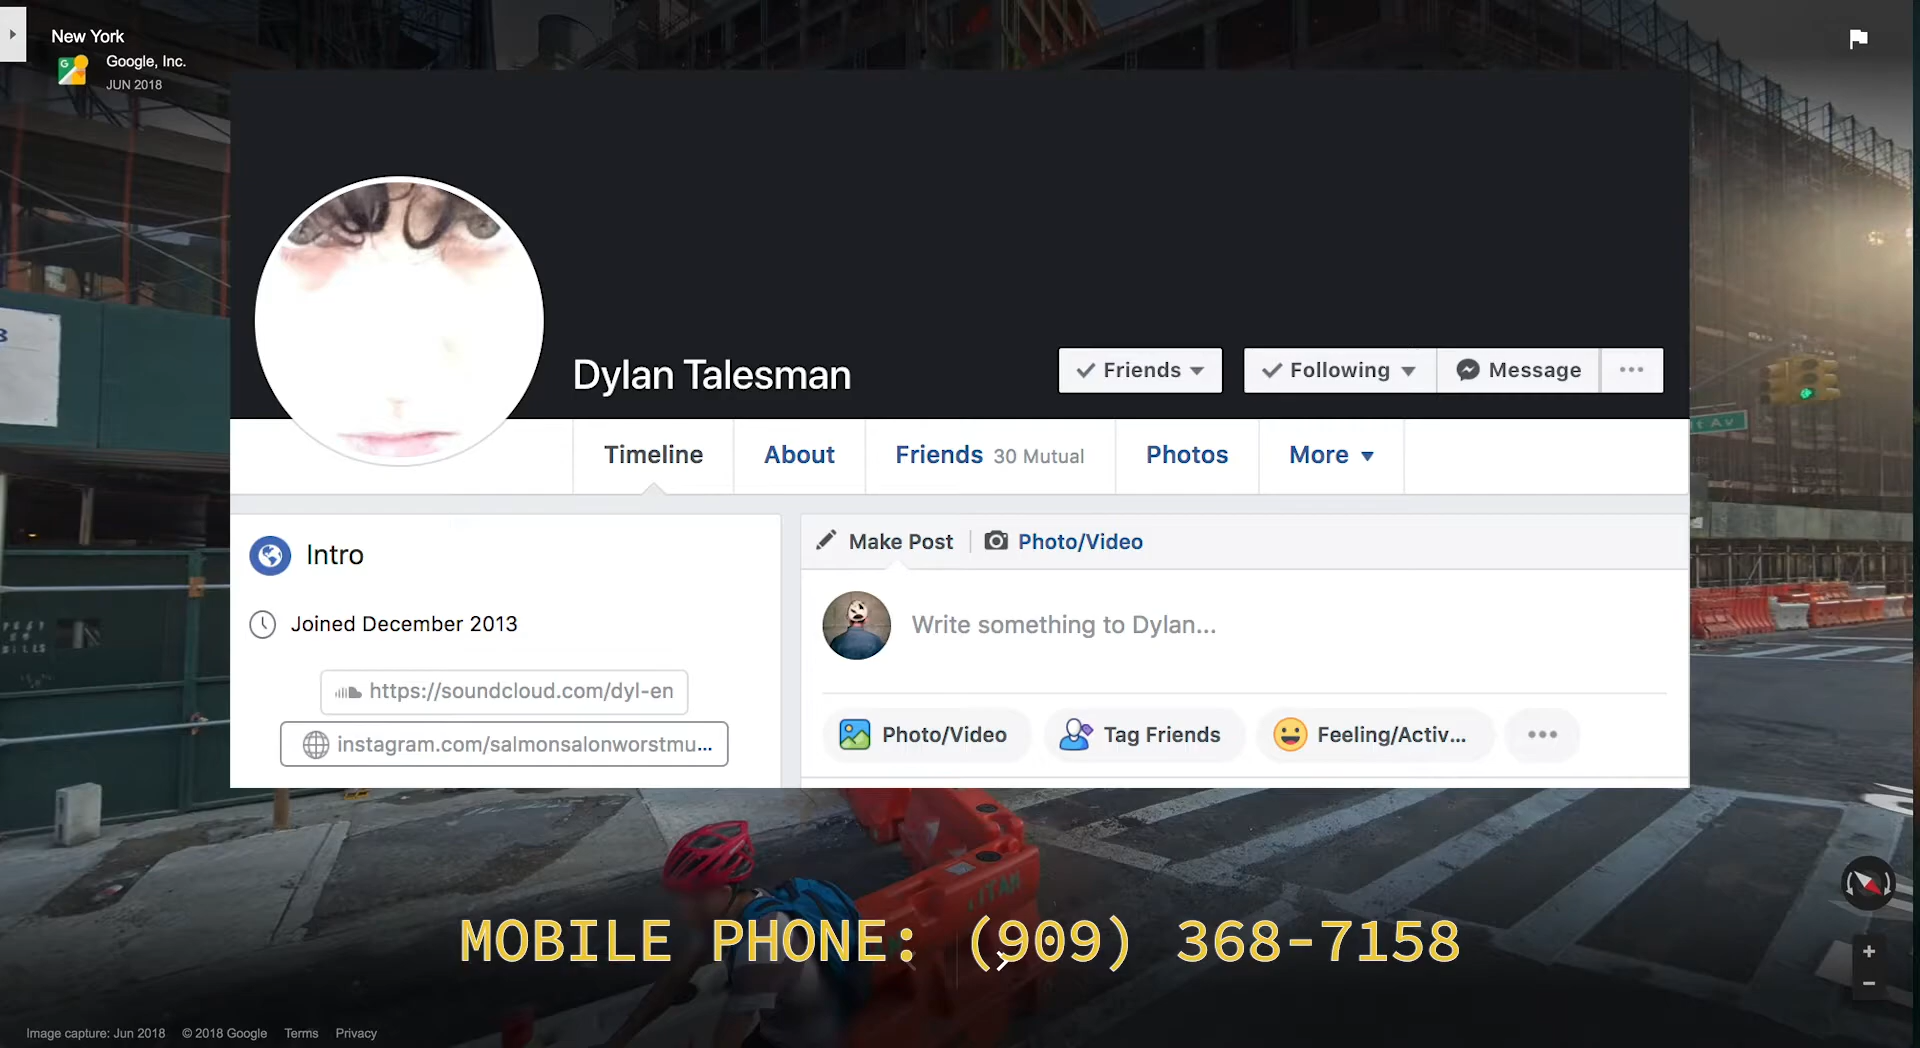 New York
Google, Inc.
JUN 2018
Dylan Talesman
Friends
Following
Message
Timeline
About
Friends 30 Mutual
Photos
More
Intro
Joined December 2013
https://soundcloud.com/dyl-en
instagram.com/salmonsalonworstmu...
Make Post
Photo/Video
Write something to Dylan...
Photo/Video
Tag Friends
Feeling/Activ...
t Av
TITAN
MOBILE PHONE: (909) 368-7158
Image capture: Jun 2018 © 2018 Google Terms Privacy